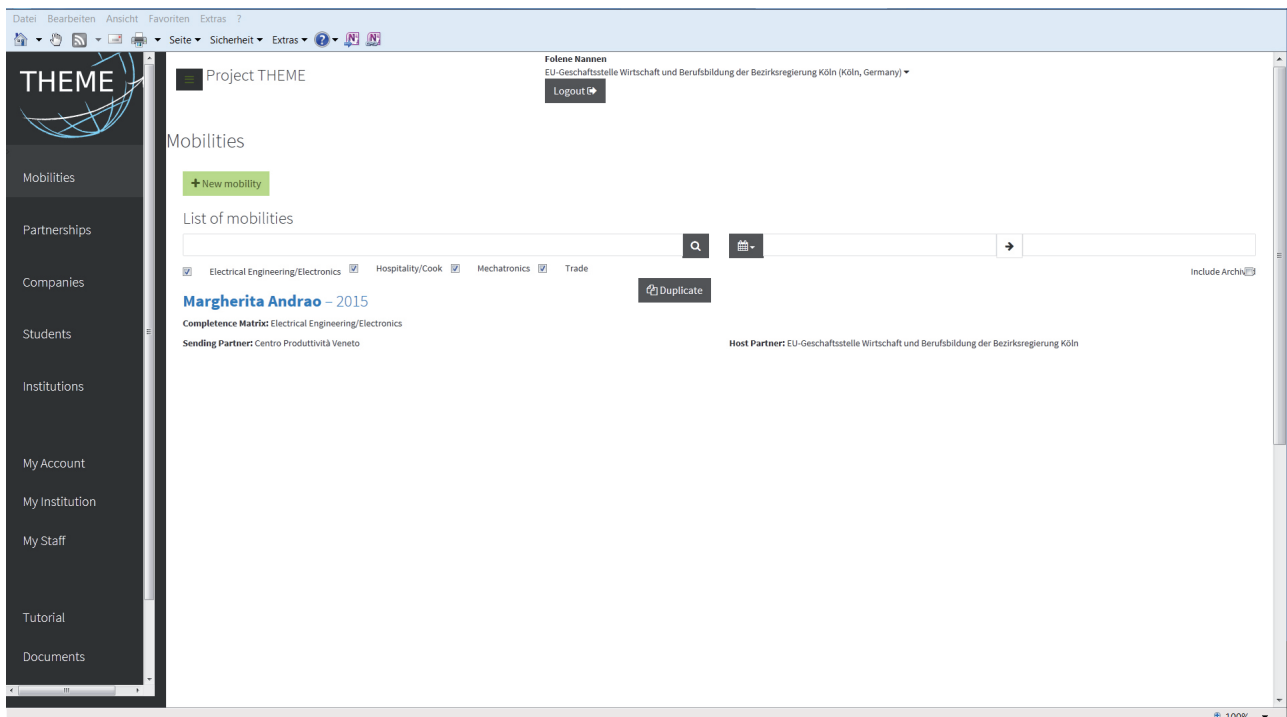 Datei Bearbeiten Ansicht Favoriten Extras ?
Seite Sicherheit Extras
THEME
Mobilities
Partnerships
Companies
Students
Institutions
My Account
My Institution
My Staff
Tutorial
Documents
Project THEME
Folene Nannen
EU-Geschaftsstelle Wirtschaft und Berufsbildung der Bezirksregierung Köln (Köln, Germany)
Logout
Mobilities
New mobility
List of mobilities
Electrical Engineering/Electronics Hospitality/Cook Mechatronics Trade
Include Archiv
Duplicate
Margherita Andrao – 2015
Completence Matrix: Electrical Engineering/Electronics
Sending Partner: Centro Produttività Veneto
Host Partner: EU-Geschaftsstelle Wirtschaft und Berufsbildung der Bezirksregierung Köln
100%